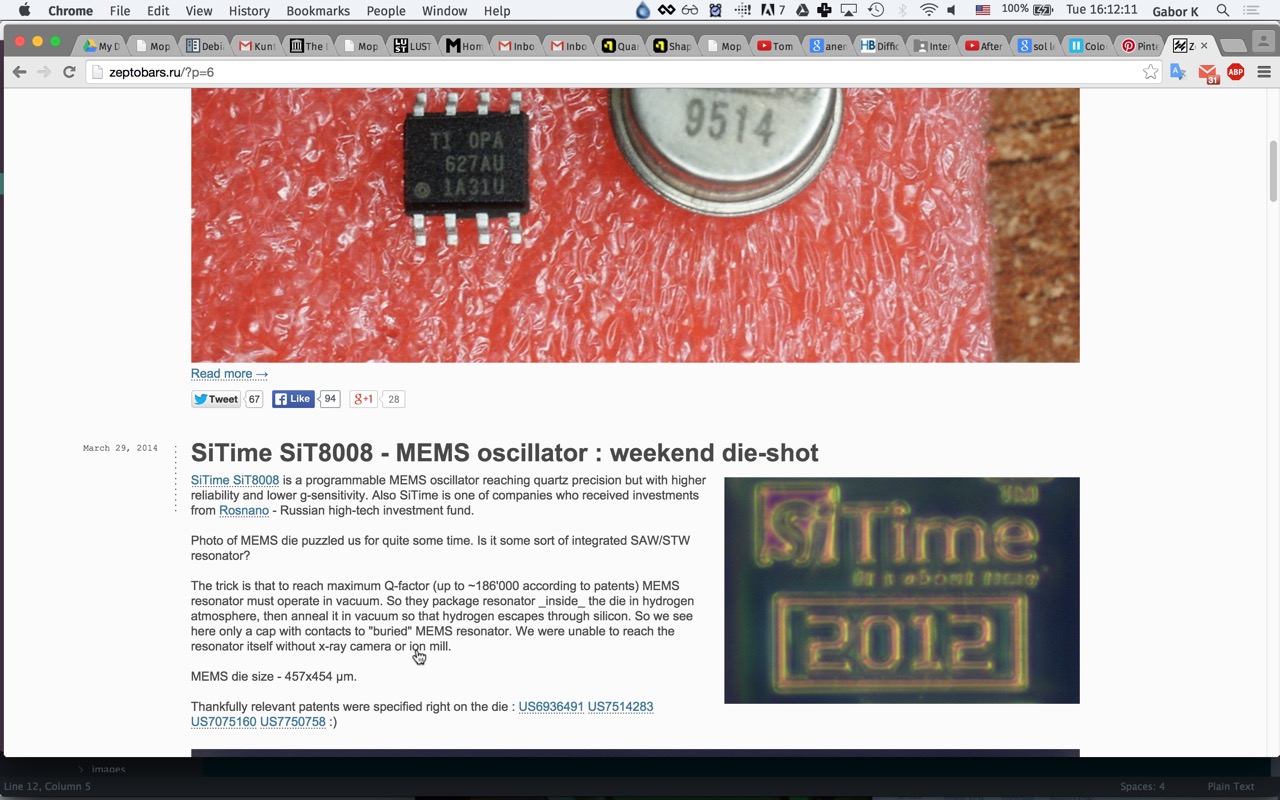 Chrome File Edit View History Bookmarks People Window Help
7
100%
Tue 16:12:11
Gabor K
My D
Mop
Debi
Kun
The
Mop
LUST
Hom
Inbo
Inbo
Qua
Shap
Mop
Tom
aner
Diffic
Inter
After
sol l
Colo
Pint
Z
zeptobars.ru/?p=6
31
ABP
TI OPA
627AU
1A31U
9514
Read more →
Tweet 67 Like 94 +1 28
March 29, 2014
SiTime SiT8008 - MEMS oscillator : weekend die-shot
SiTime SiT8008 is a programmable MEMS oscillator reaching quartz precision but with higher
reliability and lower g-sensitivity. Also SiTime is one of companies who received investments
from Rosnano - Russian high-tech investment fund.
Photo of MEMS die puzzled us for quite some time. Is it some sort of integrated SAW/STW
resonator?
The trick is that to reach maximum Q-factor (up to ~186'000 according to patents) MEMS
resonator must operate in vacuum. So they package resonator _inside_ the die in hydrogen
atmosphere, then anneal it in vacuum so that hydrogen escapes through silicon. So we see
here only a cap with contacts to "buried" MEMS resonator. We were unable to reach the
resonator itself without x-ray camera or ion mill.
MEMS die size - 457x454 µm.
Thankfully relevant patents were specified right on the die : US6936491 US7514283
US7075160 US7750758 :)
TM
SiTime
It's about time
2012
images
Line 12, Column 5
Spaces: 4
Plain Text